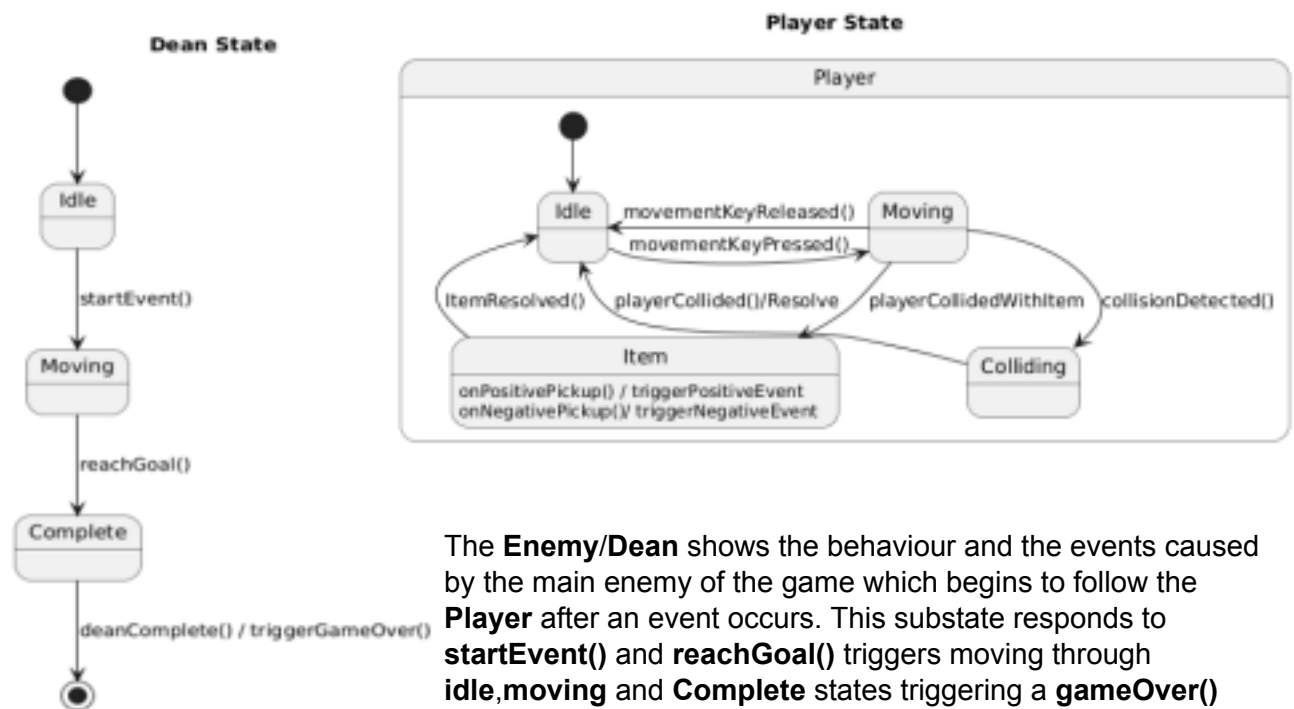 Dean State
Idle
startEvent()
Moving
reachGoal()
Complete
deanComplete() / triggerGameOver()
Player State
Player
Idle
movementKeyReleased()
Moving
movementKeyPressed()
ItemResolved()
playerCollided()/Resolve
playerCollidedWithItem
collisionDetected()
Item
onPositivePickup() / triggerPositiveEvent
onNegativePickup()/ triggerNegativeEvent
Colliding
The Enemy/Dean shows the behaviour and the events caused
by the main enemy of the game which begins to follow the
Player after an event occurs. This substate responds to
startEvent() and reachGoal() triggers moving through
idle,moving and Complete states triggering a gameOver()